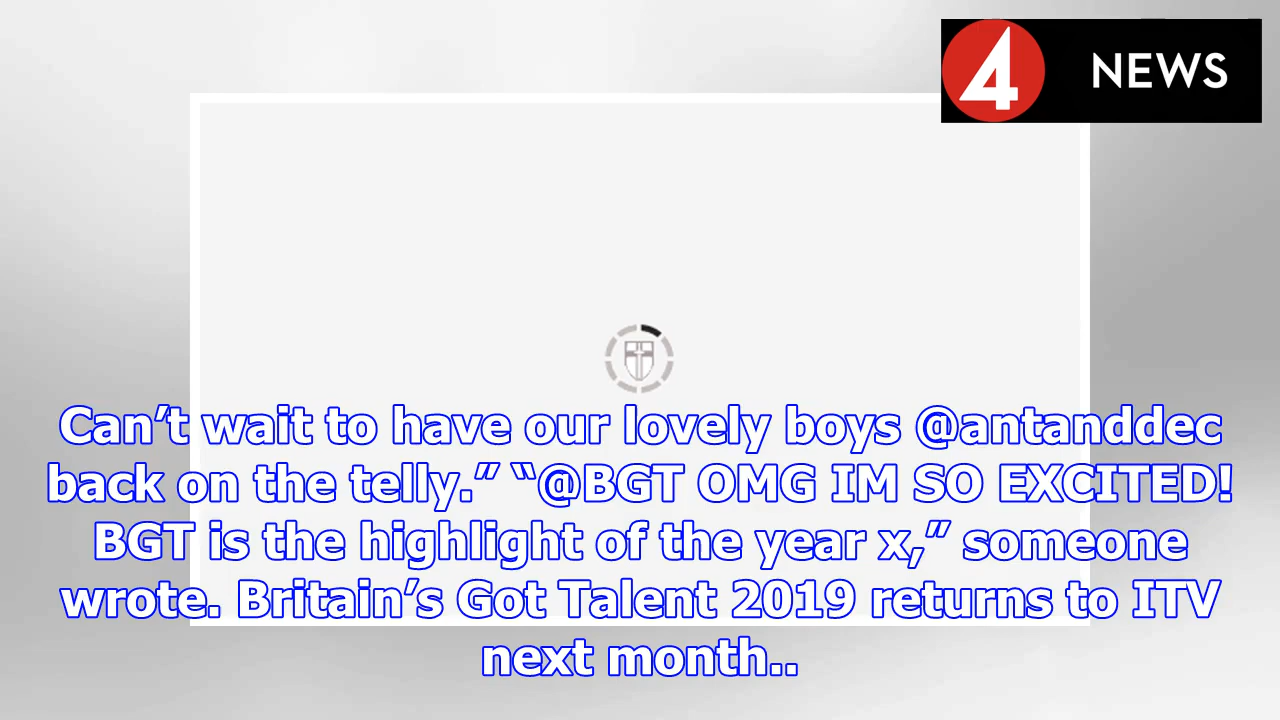 4 NEWS
Can’t wait to have our lovely boys @antanddec
back on the telly.” “@BGT OMG IM SO EXCITED!
BGT is the highlight of the year x,” someone
wrote. Britain’s Got Talent 2019 returns to ITV
next month..